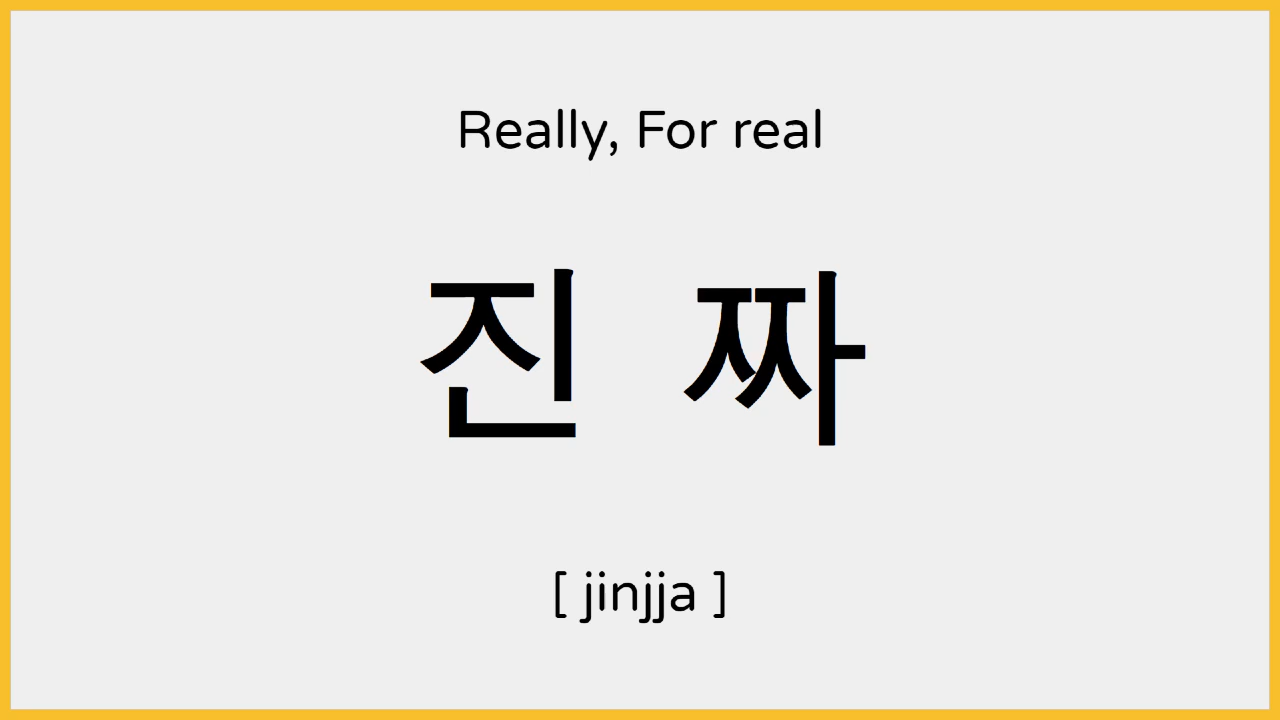 Really, For real
진 짜
[ jinjja ]